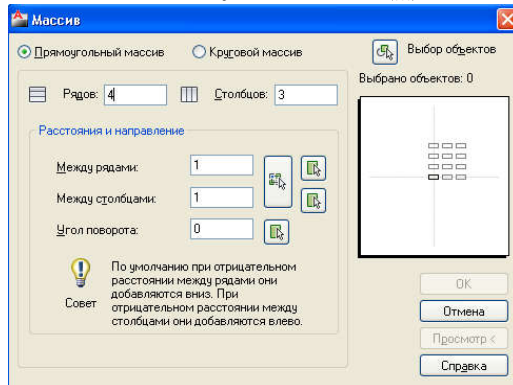 Массив
Прямоугольный массив Круговой массив Выбор объектов
Выбрано объектов: 0
Рядов: 4 Столбцов: 3
Расстояния и направление
Между рядами: 1
Между столбцами: 1
Угол поворота: 0
По умолчанию при отрицательном
расстоянии между рядами они
добавляются вниз. При
отрицательном расстоянии между
столбцами они добавляются влево.
Совет
OK
Отмена
Просмотр <
Справка